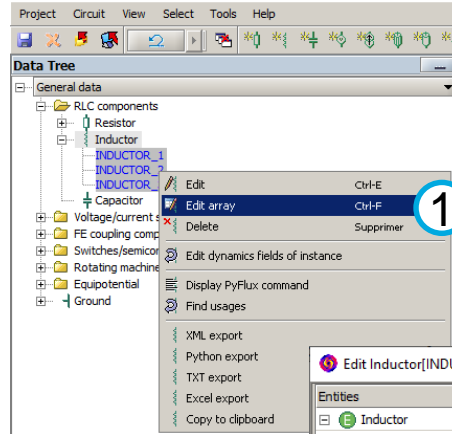 Project Circuit View Select Tools Help
Data Tree
General data
RLC components
Resistor
Inductor
INDUCTOR_1
INDUCTOR_2
INDUCTOR_
Capacitor
Voltage/current s
FE coupling comp
Switches/semicor
Rotating machine
Equipotential
Ground
Edit Ctrl-E
Edit array Ctrl-F
1
Delete Supprimer
Edit dynamics fields of instance
Display PyFlux command
Find usages
XML export
Python export
TXT export
Excel export
Copy to clipboard
Edit Inductor[INDU
Entities
E Inductor